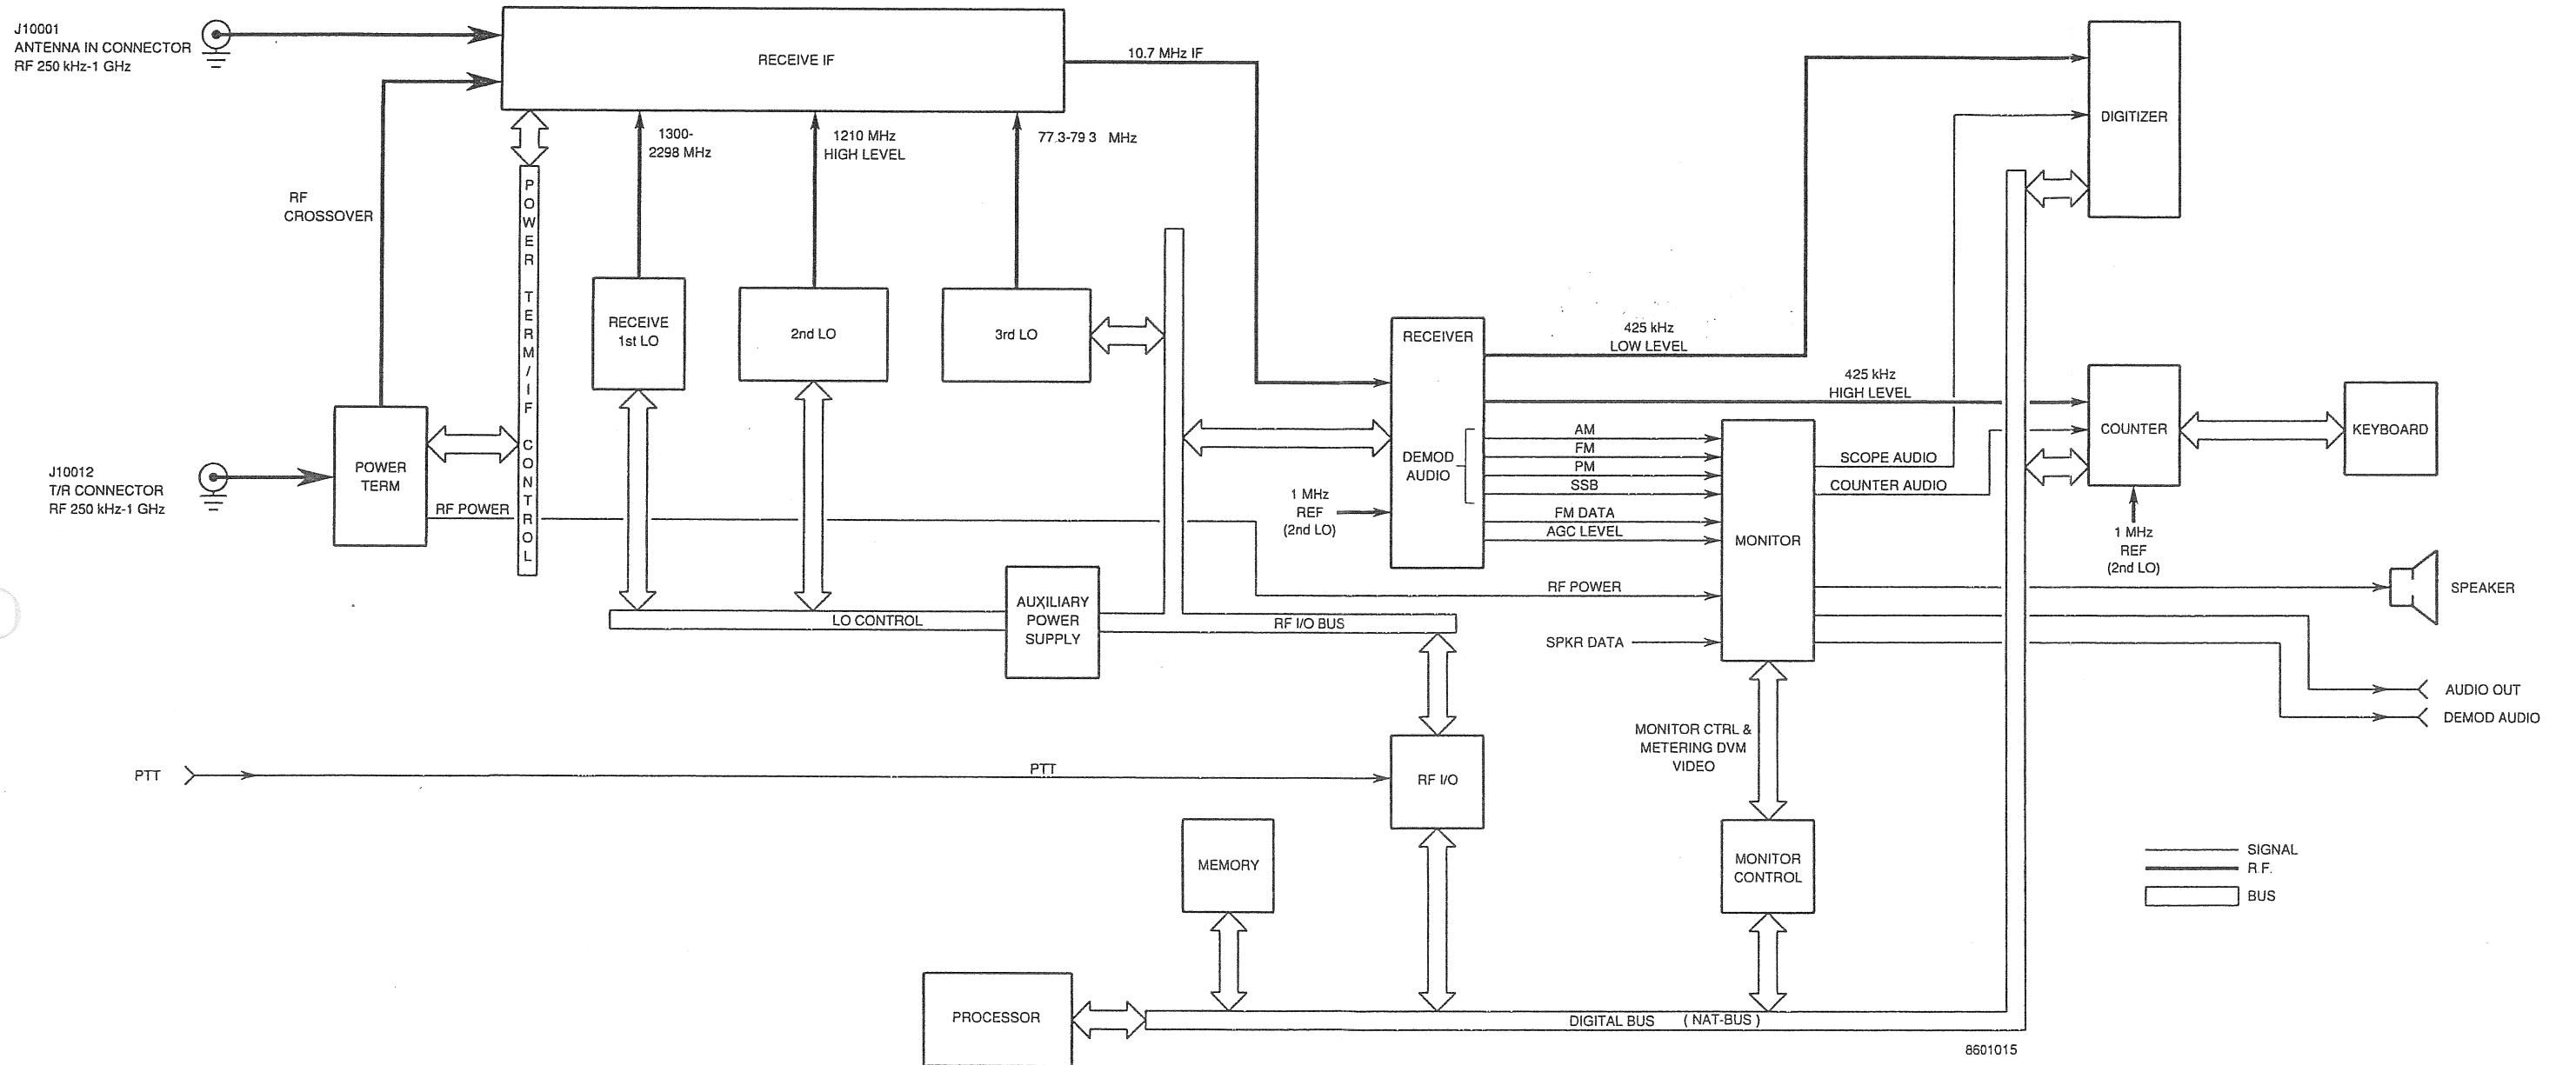 J10001
ANTENNA IN CONNECTOR
RF 250 kHz-1 GHz
RECEIVE IF
10.7 MHz IF
DIGITIZER
1300-
2298 MHz
1210 MHz
HIGH LEVEL
77.3-79 3 MHz
RF
CROSSOVER
POWER TERM/IF CONTROL
RECEIVE
1st LO
2nd LO
3rd LO
RECEIVER
425 kHz
LOW LEVEL
425 kHz
HIGH LEVEL
COUNTER
KEYBOARD
J10012
T/R CONNECTOR
RF 250 kHz-1 GHz
POWER
TERM
RF POWER
DEMOD
AUDIO
AM
FM
PM
SSB
FM DATA
AGC LEVEL
1 MHz
REF
(2nd LO)
MONITOR
SCOPE AUDIO
COUNTER AUDIO
1 MHz
REF
(2nd LO)
RF POWER
SPEAKER
AUXILIARY
POWER
SUPPLY
LO CONTROL
RF I/O BUS
SPKR DATA
AUDIO OUT
DEMOD AUDIO
MONITOR CTRL &
METERING DVM
VIDEO
PTT
PTT
RF I/O
MEMORY
MONITOR
CONTROL
SIGNAL
R.F.
BUS
PROCESSOR
DIGITAL BUS ( NAT-BUS )
8601015